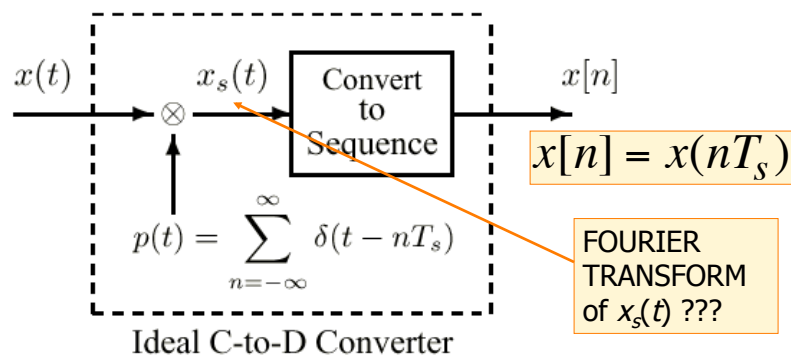 x(t)
x_s(t)
Convert
to
Sequence
x[n]
x[n] = x(nT_s)
p(t) = ∑_{n=-∞}^{∞} δ(t − nT_s)
FOURIER
TRANSFORM
of x_s(t) ???
Ideal C-to-D Converter